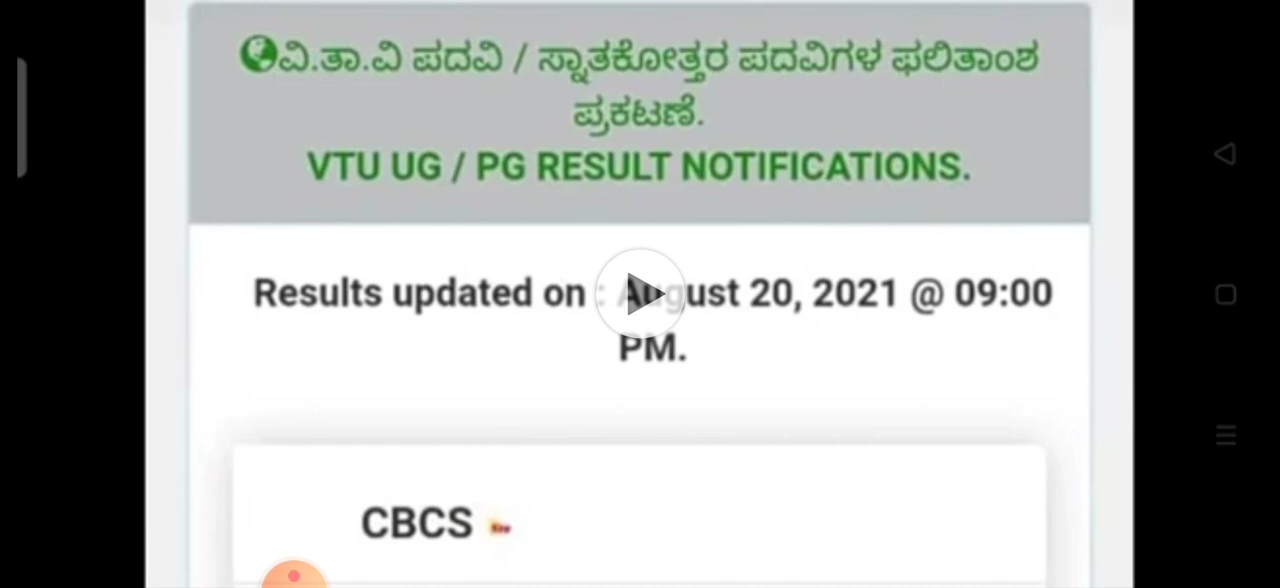 ವಿ.ತಾ.ವಿ ಪದವಿ / ಸ್ನಾತಕೋತ್ತರ ಪದವಿಗಳ ಫಲಿತಾಂಶ
ಪ್ರಕಟಣೆ.
VTU UG / PG RESULT NOTIFICATIONS.
Results updated on : August 20, 2021 @ 09:00
PM.
CBCS